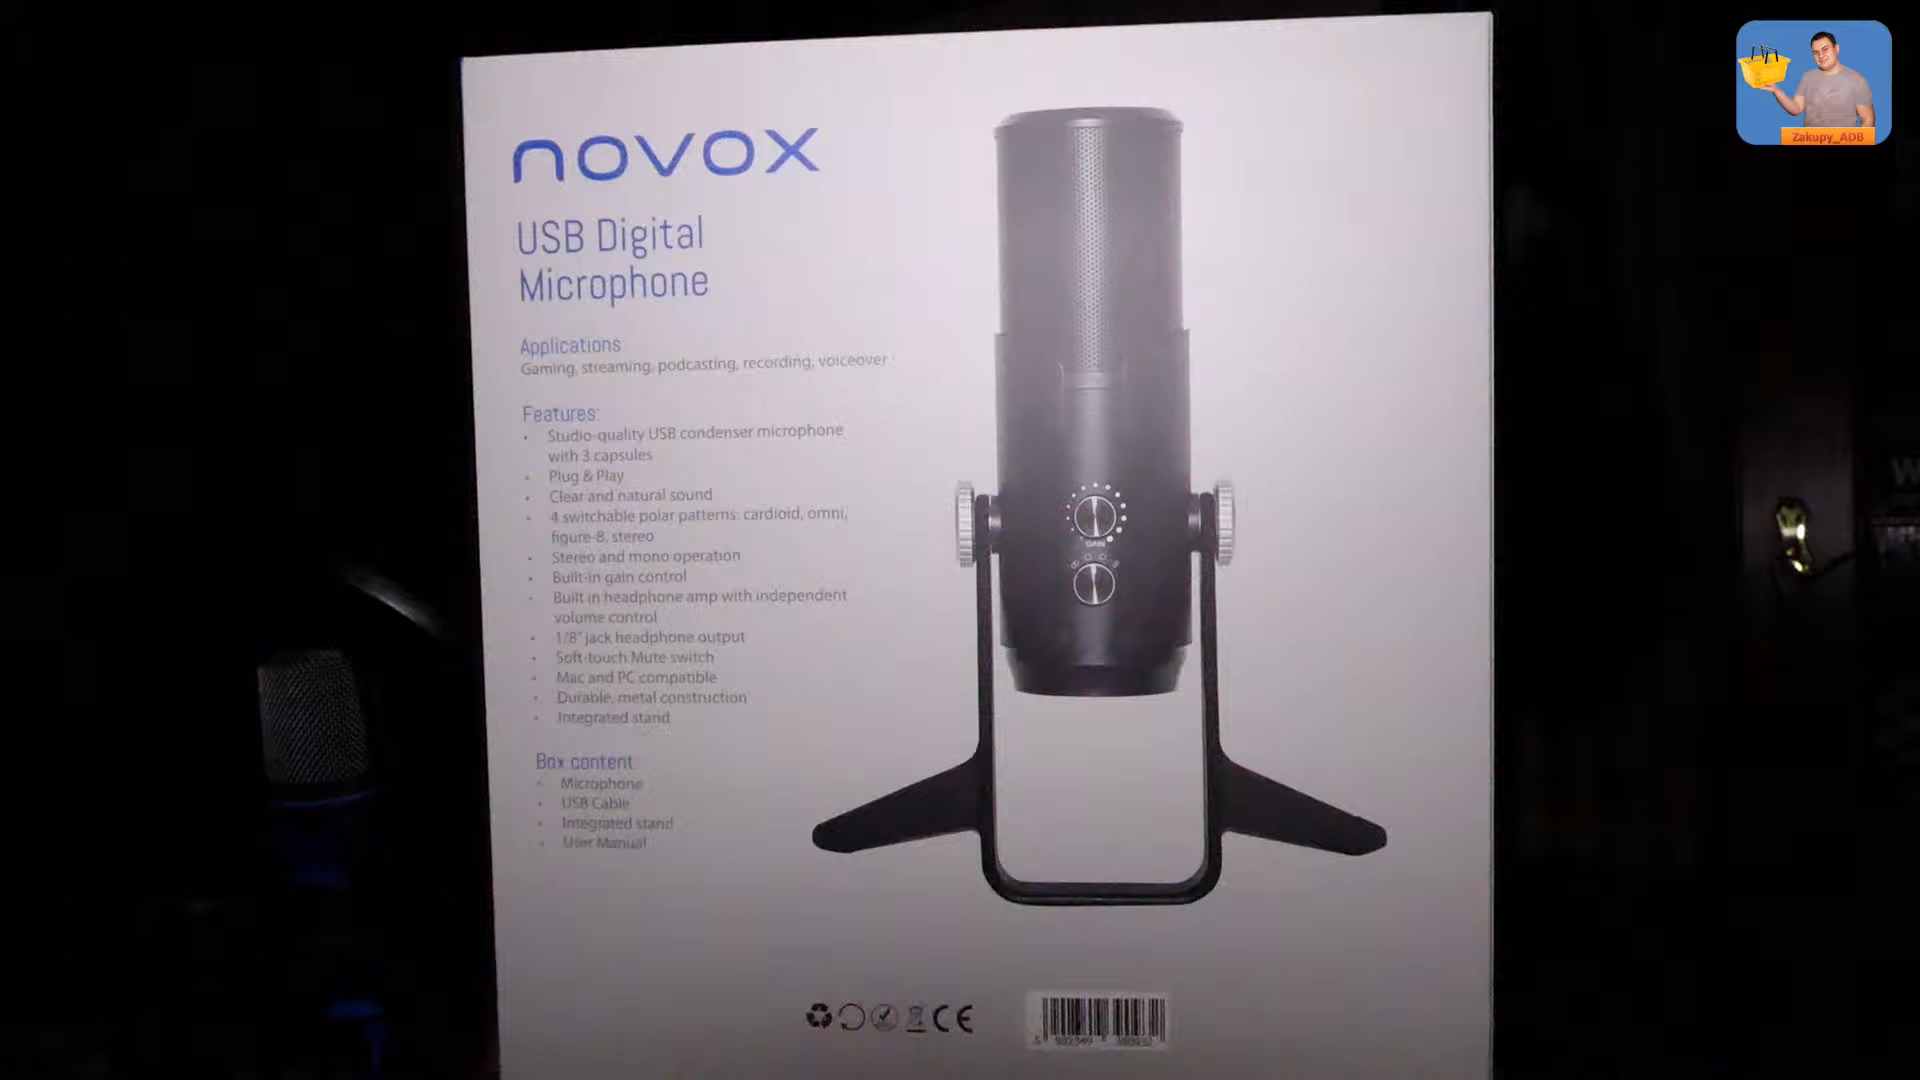 novox
USB Digital
Microphone
Applications
Gaming, streaming, podcasting, recording, voiceover
Features:
• Studio-quality USB condenser microphone
with 3 capsules
• Plug & Play
• Clear and natural sound
• 4 switchable polar patterns: cardioid, omni,
figure-8, stereo
• Stereo and mono operation
• Built-in gain control
• Built in headphone amp with independent
volume control
• 1/8" jack headphone output
• Soft-touch Mute switch
• Mac and PC compatible
• Durable, metal construction
• Integrated stand
Box content
• Microphone
• USB Cable
• Integrated stand
• User Manual
GAIN
CE
Zakupy_ADB